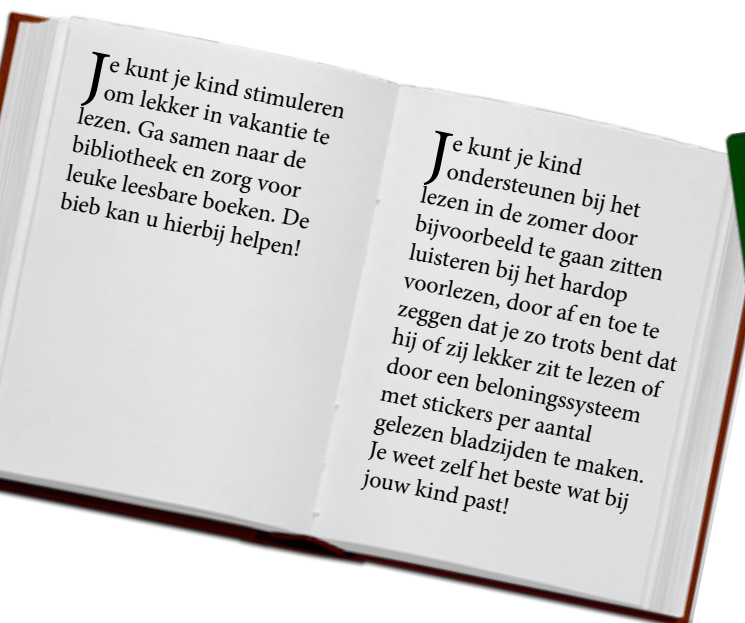 Je kunt je kind stimuleren
om lekker in vakantie te
lezen. Ga samen naar de
bibliotheek en zorg voor
leuke leesbare boeken. De
bieb kan u hierbij helpen!
Je kunt je kind
ondersteunen bij het
lezen in de zomer door
bijvoorbeeld te gaan zitten
luisteren bij het hardop
voorlezen, door af en toe te
zeggen dat je zo trots bent dat
hij of zij lekker zit te lezen of
door een beloningssysteem
met stickers per aantal
gelezen bladzijden te maken.
Je weet zelf het beste wat bij
jouw kind past!